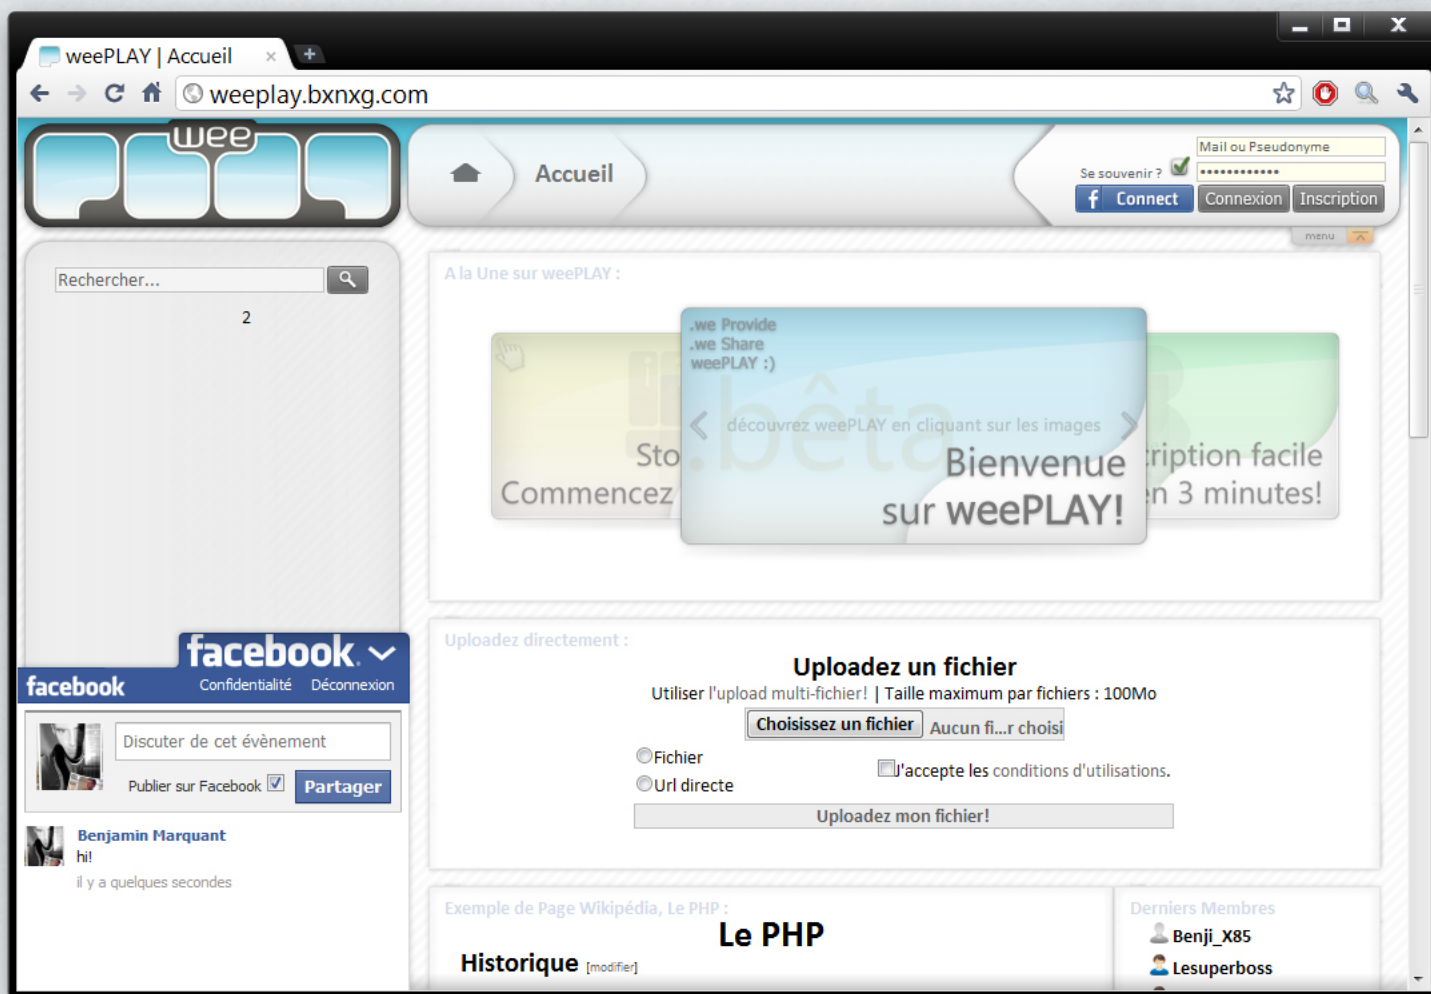 weePLAY | Accueil
weeplay.bxnxg.com
wee
Accueil
Mail ou Pseudonyme
Se souvenir ?
Connect
Connexion
Inscription
menu
Rechercher...
2
A la Une sur weePLAY :
.we Provide
.we Share
weePLAY :)
.bêta
découvrez weePLAY en cliquant sur les images
Bienvenue
sur weePLAY!
Sto
Commencez
cription facile
en 3 minutes!
facebook
facebook
Confidentialité Déconnexion
Discuter de cet évènement
Publier sur Facebook
Partager
Benjamin Marquant
hi!
il y a quelques secondes
Uploadez directement :
Uploadez un fichier
Utiliser l'upload multi-fichier! | Taille maximum par fichiers : 100Mo
Choisissez un fichier Aucun fi...r choisi
Fichier
Url directe
J'accepte les conditions d'utilisations.
Uploadez mon fichier!
Exemple de Page Wikipédia, Le PHP :
Le PHP
Historique [modifier]
Derniers Membres
Benji_X85
Lesuperboss